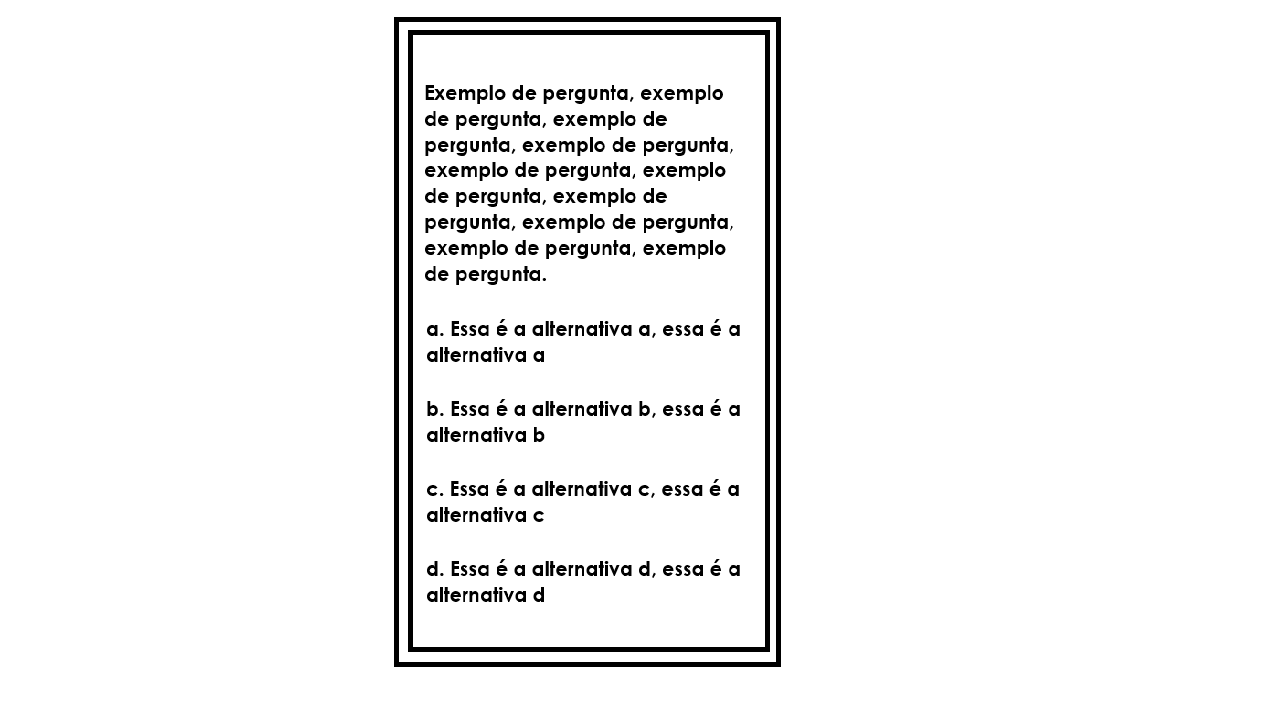 Exemplo de pergunta, exemplo
de pergunta, exemplo de
pergunta, exemplo de pergunta,
exemplo de pergunta, exemplo
de pergunta, exemplo de
pergunta, exemplo de pergunta,
exemplo de pergunta, exemplo
de pergunta.
a. Essa é a alternativa a, essa é a
alternativa a
b. Essa é a alternativa b, essa é a
alternativa b
c. Essa é a alternativa c, essa é a
alternativa c
d. Essa é a alternativa d, essa é a
alternativa d